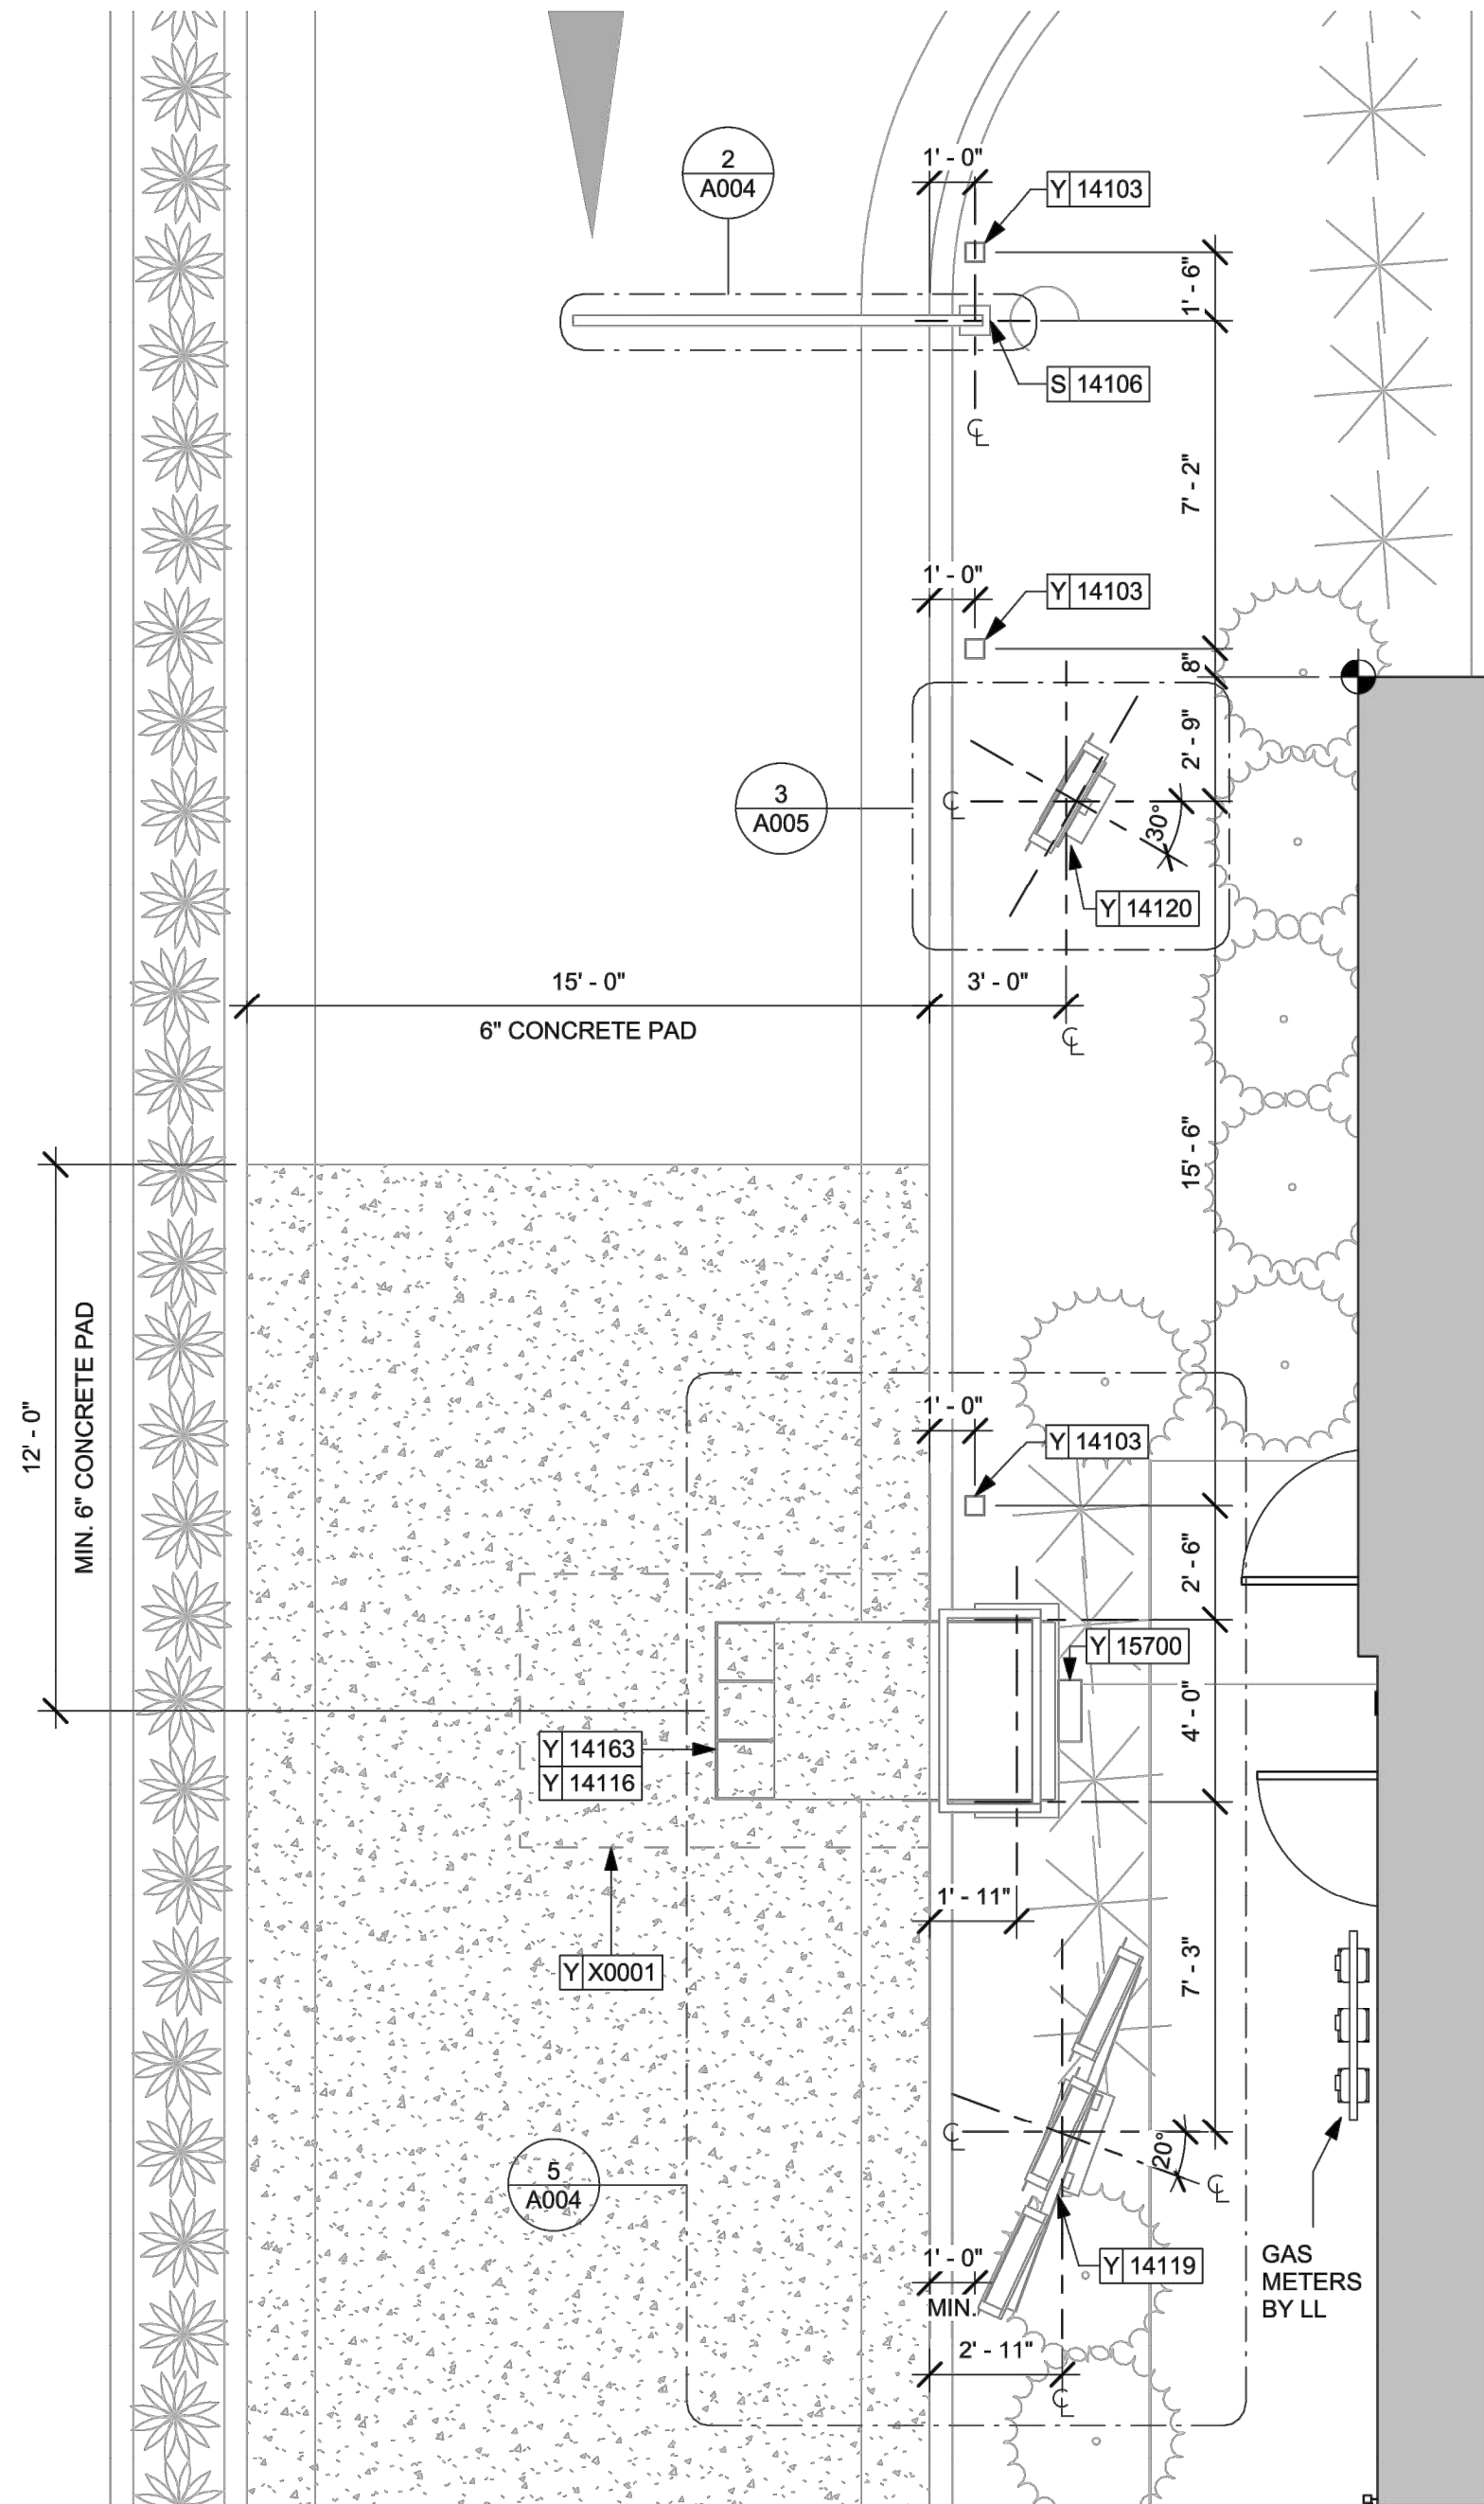 2
A004
1' - 0"
Y 14103
1' - 6"
S 14106
℄
7' - 2"
1' - 0"
Y 14103
8"
2' - 9"
3
A005
℄
30°
Y 14120
15' - 0"
3' - 0"
6" CONCRETE PAD
℄
15' - 6"
12' - 0"
MIN. 6" CONCRETE PAD
1' - 0"
Y 14103
2' - 6"
Y 15700
4' - 0"
Y 14163
Y 14116
1' - 11"
Y X0001
7' - 3"
℄
20°
℄
5
A004
1' - 0"
MIN.
Y 14119
GAS
METERS
BY LL
2' - 11"
℄